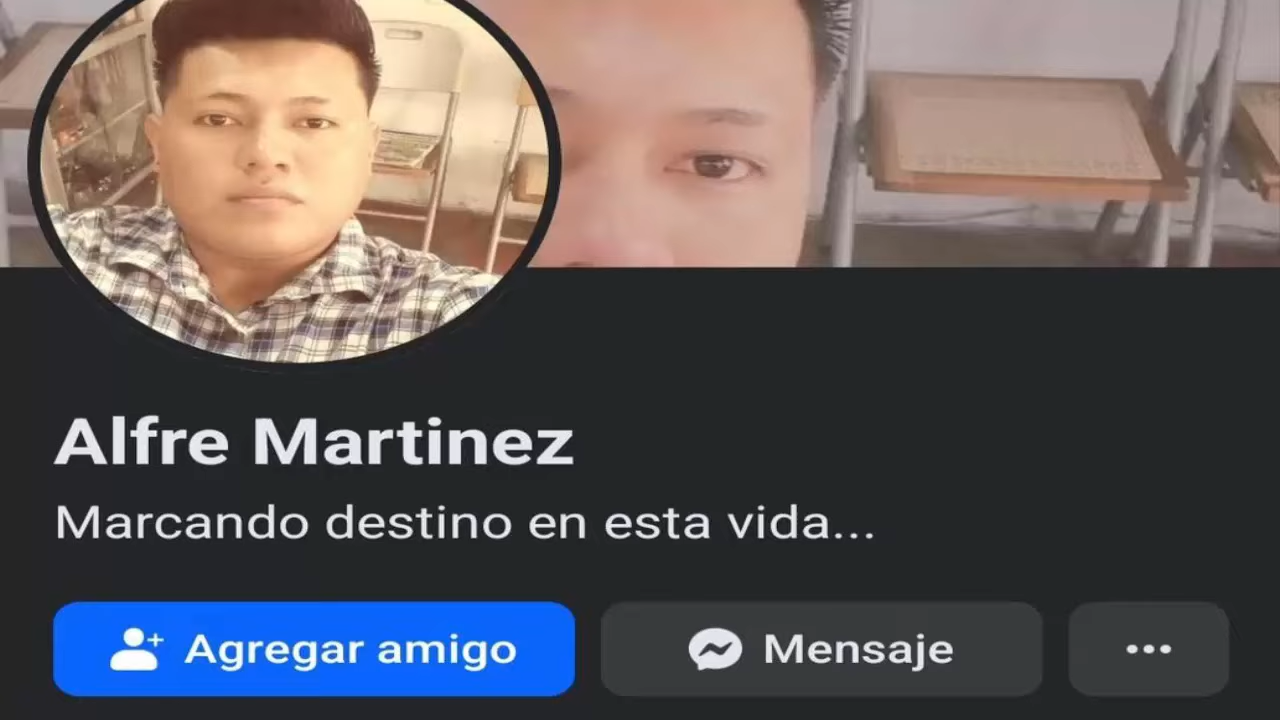 Alfre Martinez
Marcando destino en esta vida...
Agregar amigo
Mensaje